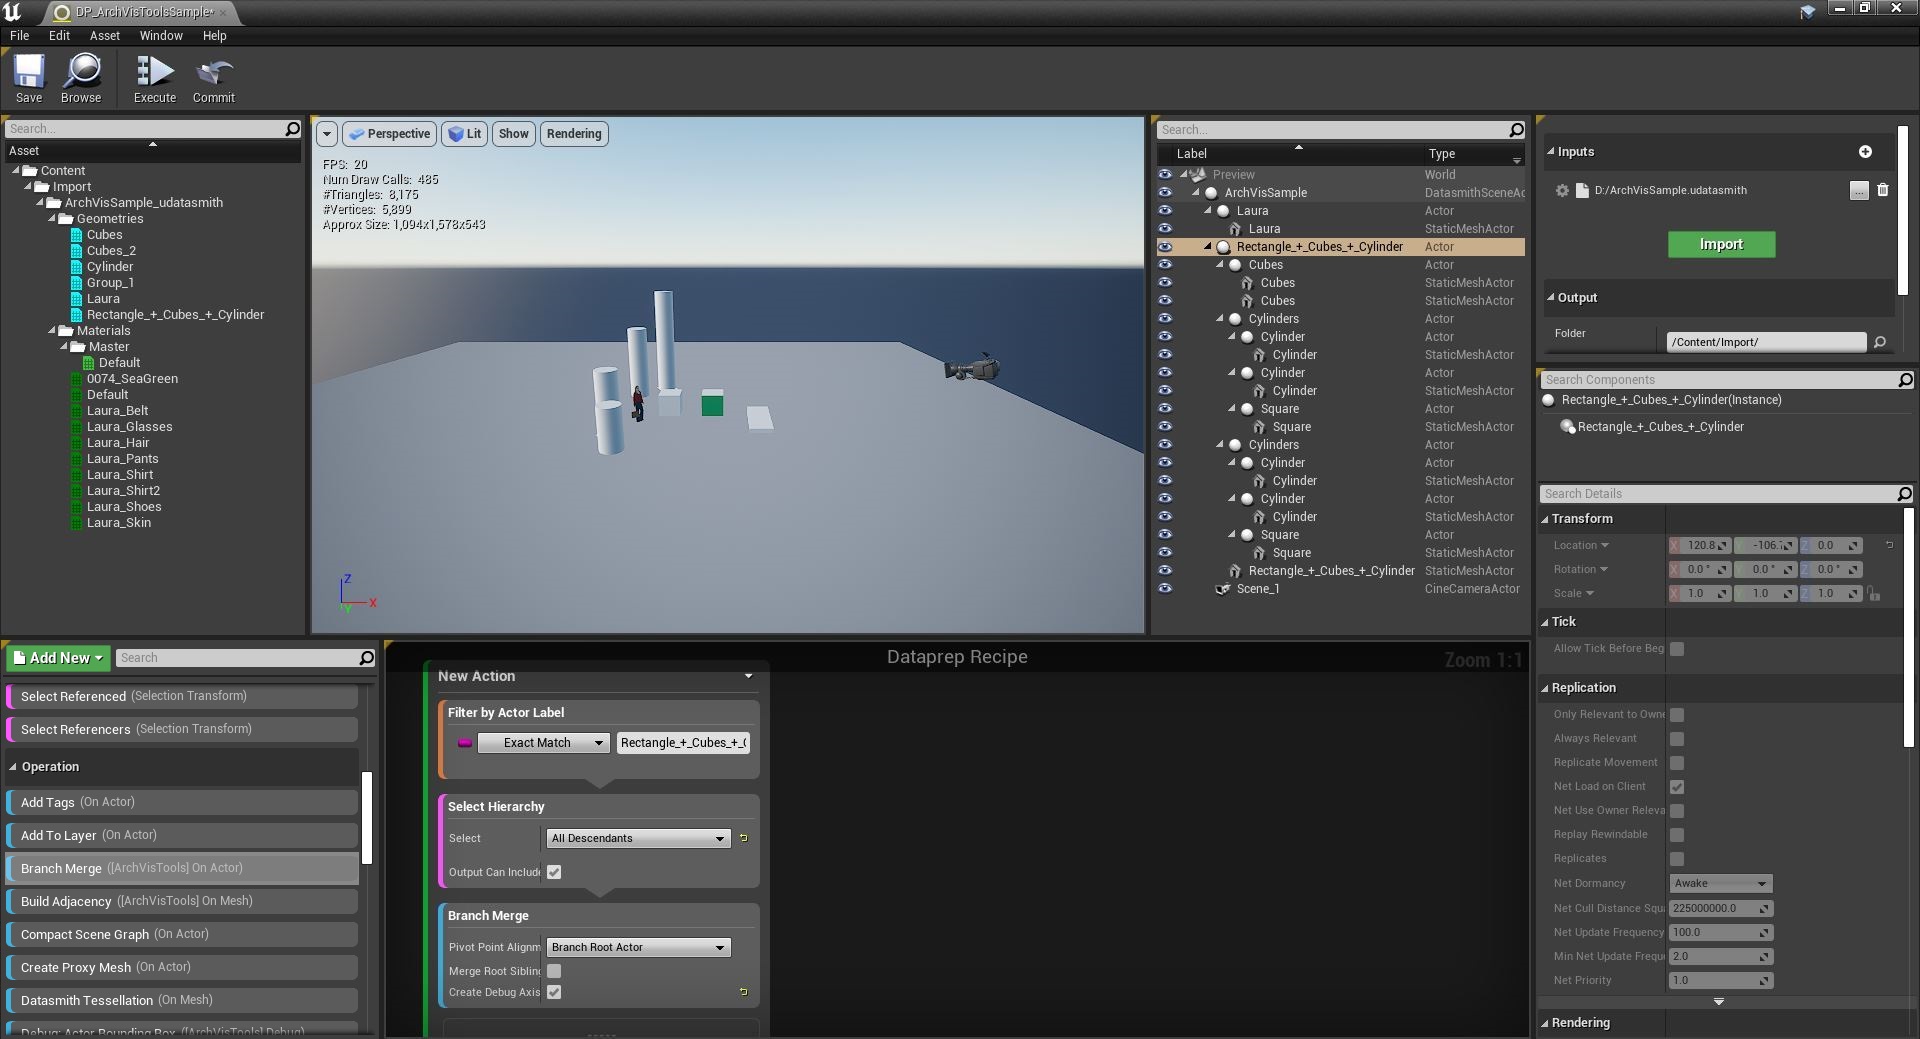 DP_ArchVisToolsSample*
File Edit Asset Window Help
Save Browse Execute Commit
Search...
Asset
Content
Import
ArchVisSample_udatasmith
Geometries
Cubes
Cubes_2
Cylinder
Group_1
Laura
Rectangle_+_Cubes_+_Cylinder
Materials
Master
Default
0074_SeaGreen
Default
Laura_Belt
Laura_Glasses
Laura_Hair
Laura_Pants
Laura_Shirt
Laura_Shirt2
Laura_Shoes
Laura_Skin
Perspective Lit Show Rendering
FPS: 20
Num Draw Calls: 485
#Triangles: 8,175
#Vertices: 5,899
Approx Size: 1,094x1,578x543
Z
X
Y
Search...
Label Type
Preview World
ArchVisSample DatasmithSceneAc
Laura Actor
Laura StaticMeshActor
Rectangle_+_Cubes_+_Cylinder Actor
Cubes Actor
Cubes StaticMeshActor
Cubes StaticMeshActor
Cylinders Actor
Cylinder Actor
Cylinder StaticMeshActor
Cylinder Actor
Cylinder StaticMeshActor
Square Actor
Square StaticMeshActor
Cylinders Actor
Cylinder Actor
Cylinder StaticMeshActor
Cylinder Actor
Cylinder StaticMeshActor
Square Actor
Square StaticMeshActor
Rectangle_+_Cubes_+_Cylinder StaticMeshActor
Scene_1 CineCameraActor
Inputs
D:/ArchVisSample.udatasmith ...
Import
Output
Folder /Content/Import/
Search Components
Rectangle_+_Cubes_+_Cylinder(Instance)
Rectangle_+_Cubes_+_Cylinder
Search Details
Transform
Location X 120.8 Y -106. Z 0.0
Rotation X 0.0 ° Y 0.0 ° Z 0.0 °
Scale X 1.0 Y 1.0 Z 1.0
Tick
Allow Tick Before Beg
Replication
Only Relevant to Owne
Always Relevant
Replicate Movement
Net Load on Client
Net Use Owner Releva
Replay Rewindable
Replicates
Net Dormancy Awake
Net Cull Distance Squa 225000000.0
Net Update Frequency 100.0
Min Net Update Frequ 2.0
Net Priority 1.0
Rendering
Add New Search
Select Referenced (Selection Transform)
Select Referencers (Selection Transform)
Operation
Add Tags (On Actor)
Add To Layer (On Actor)
Branch Merge ([ArchVisTools] On Actor)
Build Adjacency ([ArchVisTools] On Mesh)
Compact Scene Graph (On Actor)
Create Proxy Mesh (On Actor)
Datasmith Tessellation (On Mesh)
Debug: Actor Bounding Box ([ArchVisTools] Debug)
Dataprep Recipe
Zoom 1:1
New Action
Filter by Actor Label
Exact Match Rectangle_+_Cubes_+_C
Select Hierarchy
Select All Descendants
Output Can Include
Branch Merge
Pivot Point Alignm Branch Root Actor
Merge Root Sibling
Create Debug Axis